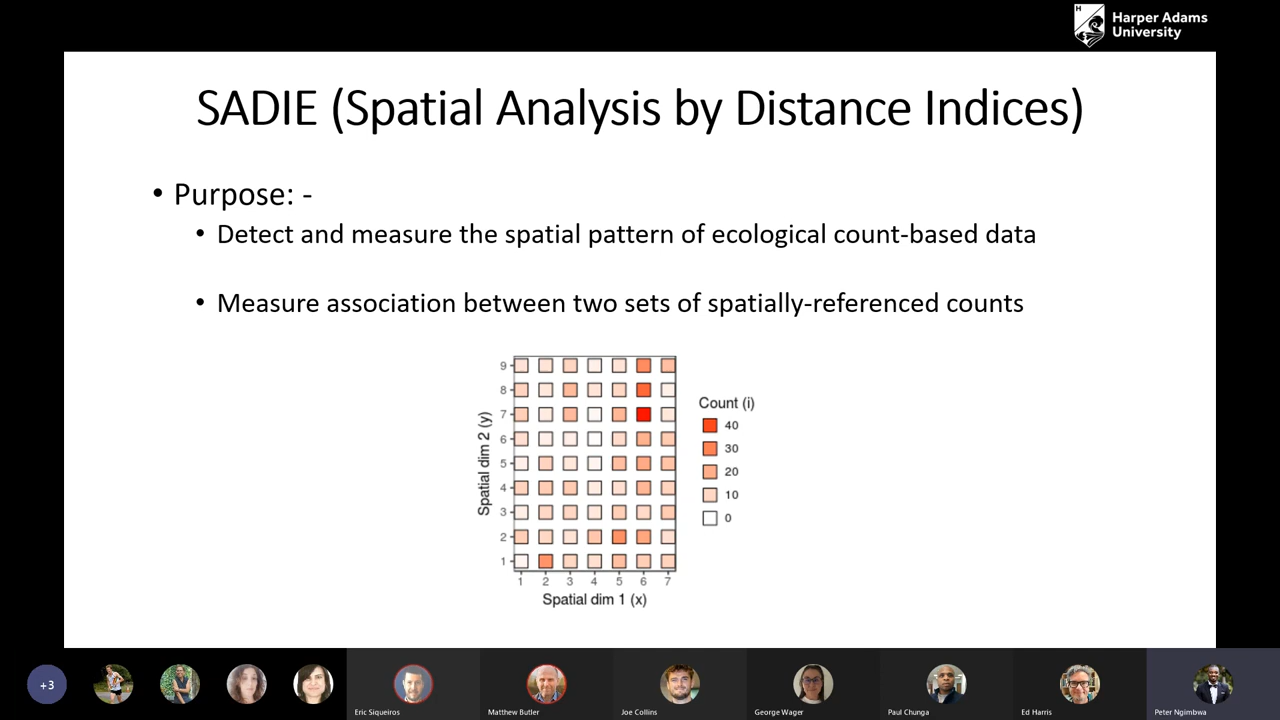 H
Harper Adams
University
SADIE (Spatial Analysis by Distance Indices)
• Purpose: -
• Detect and measure the spatial pattern of ecological count-based data
• Measure association between two sets of spatially-referenced counts
Spatial dim 2 (y)
9
8
7
6
5
4
3
2
1
1 2 3 4 5 6 7
Spatial dim 1 (x)
Count (i)
40
30
20
10
0
+3
Eric Siqueiros
Matthew Butler
Joe Collins
George Wager
Paul Chunga
Ed Harris
Peter Ngimbwa